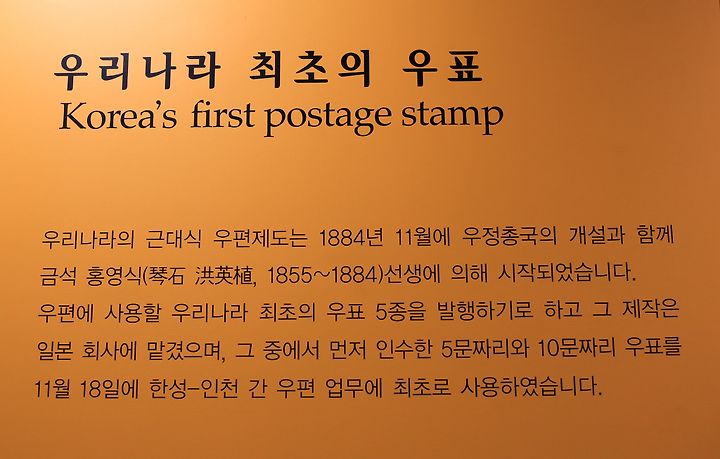 우리나라 최초의 우표
Korea's first postage stamp
우리나라의 근대식 우편제도는 1884년 11월에 우정총국의 개설과 함께
금석 홍영식(琴石 洪英植, 1855~1884)선생에 의해 시작되었습니다.
우편에 사용할 우리나라 최초의 우표 5종을 발행하기로 하고 그 제작은
일본 회사에 맡겼으며, 그 중에서 먼저 인수한 5문짜리와 10문짜리 우표를
11월 18일에 한성-인천 간 우편 업무에 최초로 사용하였습니다.